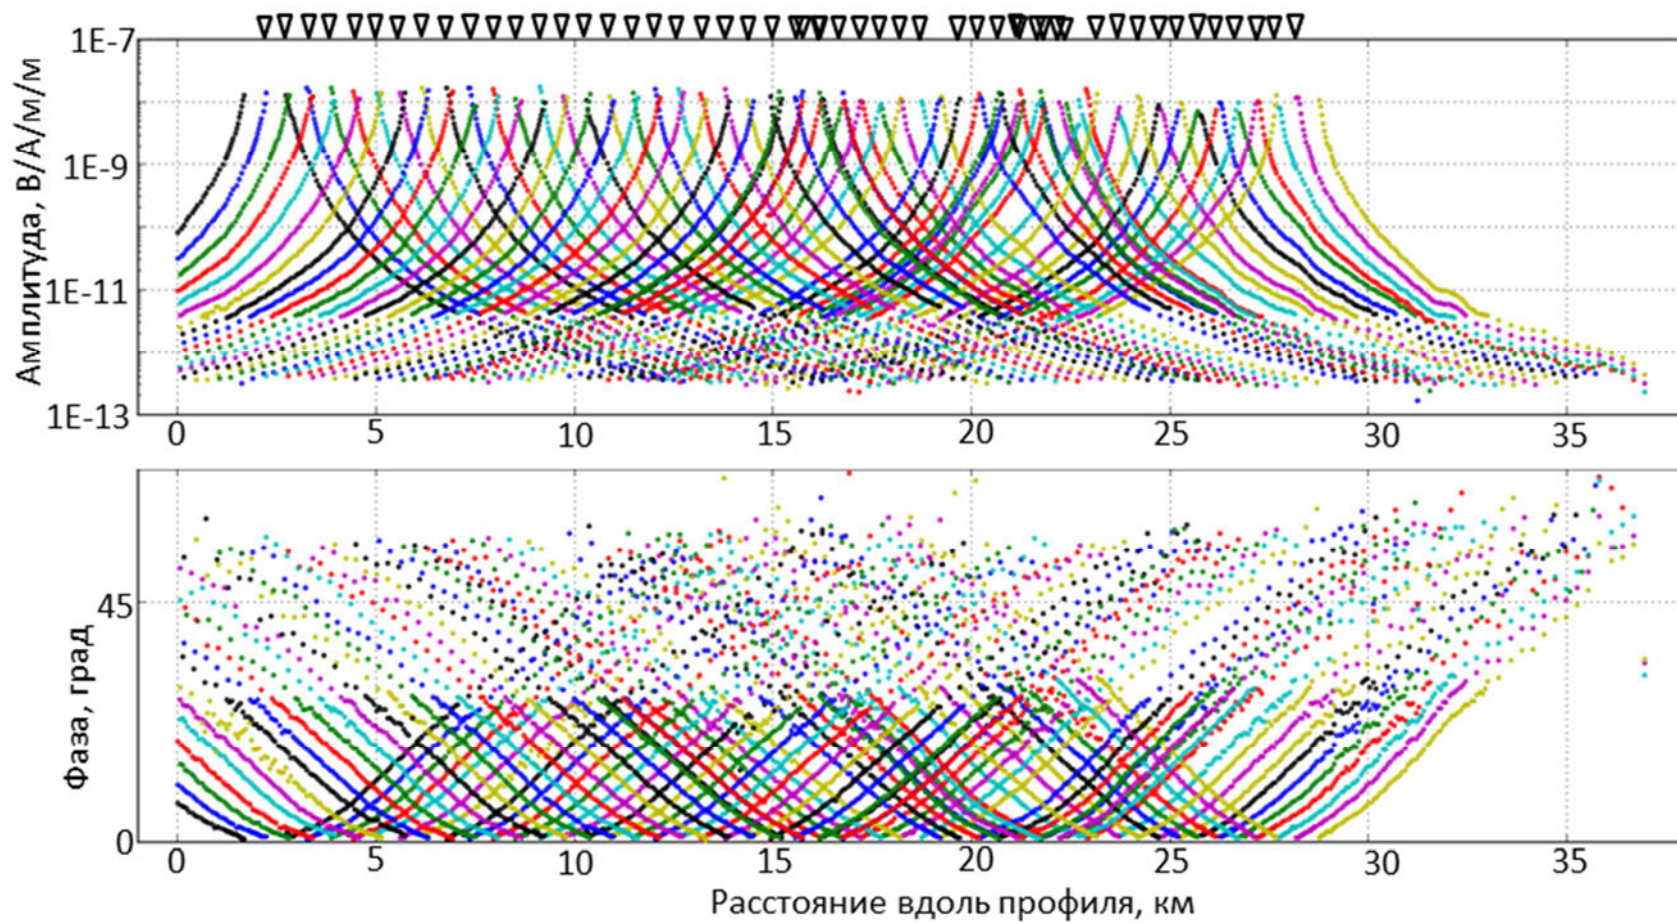 Амплитуда, В/А/м/м
1E-7
1E-9
1E-11
1E-13
0 5 10 15 20 25 30 35
Фаза, град
45
0
0 5 10 15 20 25 30 35
Расстояние вдоль профиля, км